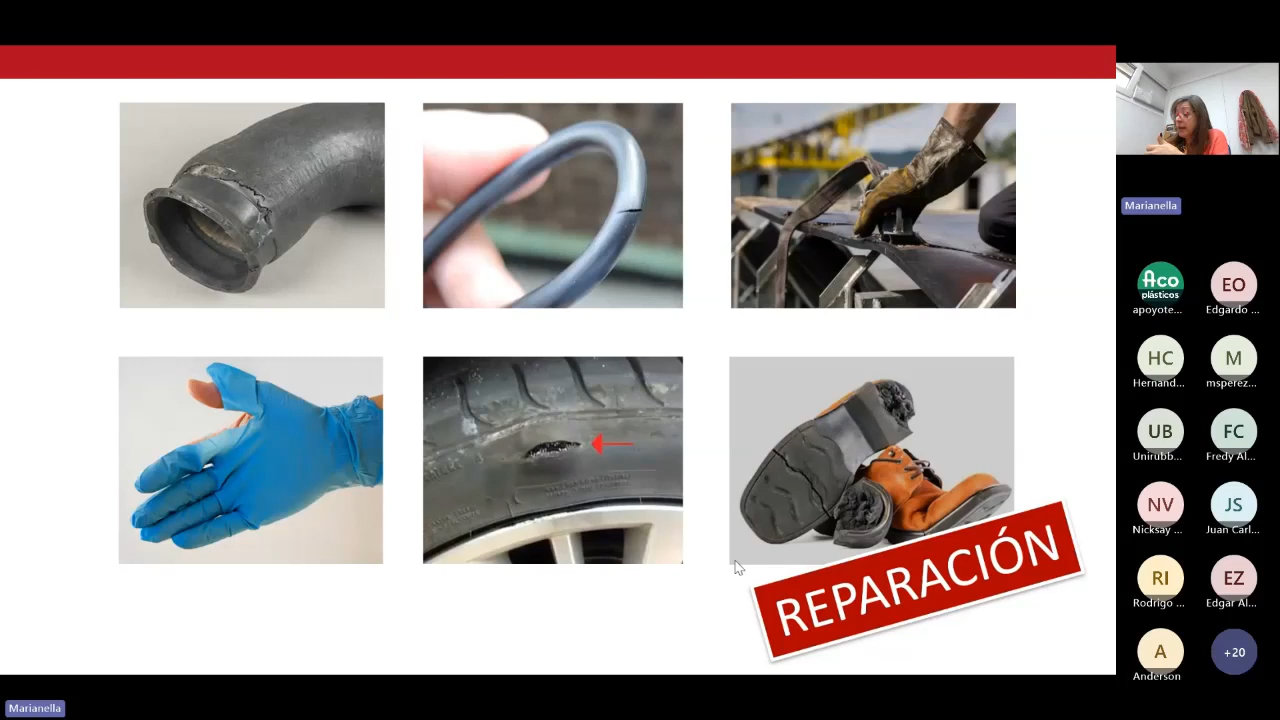 REPARACIÓN
Marianella
Aco
plásticos
apoyote...
EO
Edgardo ...
HC
Hernand...
M
msperez...
UB
Unirubb...
FC
Fredy Al...
NV
Nicksay ...
JS
Juan Carl...
RI
Rodrigo ...
EZ
Edgar Al...
A
Anderson
+20
Marianella